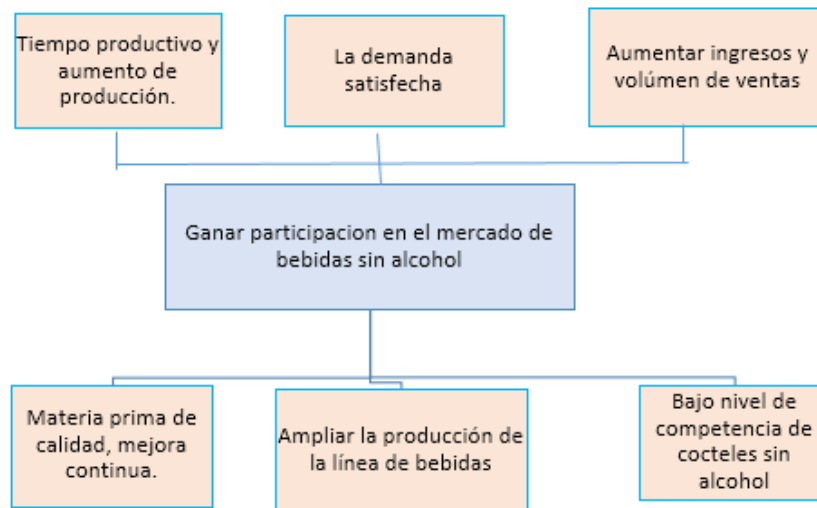 Tiempo productivo y
aumento de
producción.
La demanda
satisfecha
Aumentar ingresos y
volúmen de ventas
Ganar participacion en el mercado de
bebidas sin alcohol
Materia prima de
calidad, mejora
continua.
Ampliar la producción de
la línea de bebidas
Bajo nivel de
competencia de
cocteles sin
alcohol